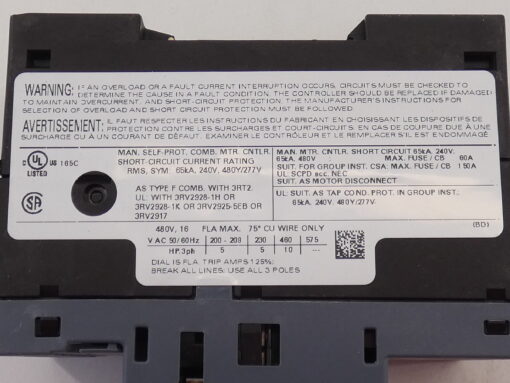 WARNING: IF AN OVERLOAD OR A FAULT CURRENT INTERRUPTION OCCURS, CIRCUITS MUST BE CHECKED TO
DETERMINE THE CAUSE IN A FAULT CONDITION. THE CONTROLLER SHOULD BE REPLACED IF DAMAGED
TO MAINTAIN OVERCURRENT, AND SHORT-CIRCUIT PROTECTION. THE MANUFACTURER'S INSTRUCTIONS FOR
SELECTION OF OVERLOAD AND SHORT-CIRCUIT PROTECTION MUST BE FOLLOWED.
AVERTISSEMENT: IL FAUT RESPECTER LES INSTRUCTIONS DU FABRICANT EN CHOISISSANT LES DISPOSITIFS DE
PROTECTION CONTRE LES SURCHARGES ET COURT-CIRCUITS. EN CAS DE COUPURE DUE À UNE
SURCHARGE OU À UN COURANT DE DÉFAUT, EXAMINER LE CONTRÔLEUR ET LE REMPLACER S'IL EST ENDOMMAGÉ.
C UL US 165C
LISTED
MAN. SELF-PROT. COMB. MTR. CNTLR.
SHORT-CIRCUIT CURRENT RATING
RMS, SYM: 65kA, 240V, 480Y/277V
AS TYPE F COMB. WITH 3RT2.
UL: WITH 3RV2928-1H OR
3RV2928-1K OR 3RV2925-5EB OR
3RV2917
MAN. MTR. CNTLR. SHORT CIRCUIT 65kA, 240V,
65kA, 480V MAX. FUSE / CB 60A
SUIT. FOR GROUP INST. CSA, MAX. FUSE / CB 150A
UL SCPD acc. NEC
SUIT. AS MOTOR DISCONNECT
UL: SUIT. AS TAP COND. PROT. IN GROUP INST.:
65kA, 240V, 480Y/277V,
(BD)
480V, 16 FLA MAX. 75° CU WIRE ONLY
V AC 50/60Hz 200 - 208 230 460 575
HP, 3ph 5 5 10 ---
DIAL IS FLA. TRIP AMPS 125%:
BREAK ALL LINES: USE ALL 3 POLES